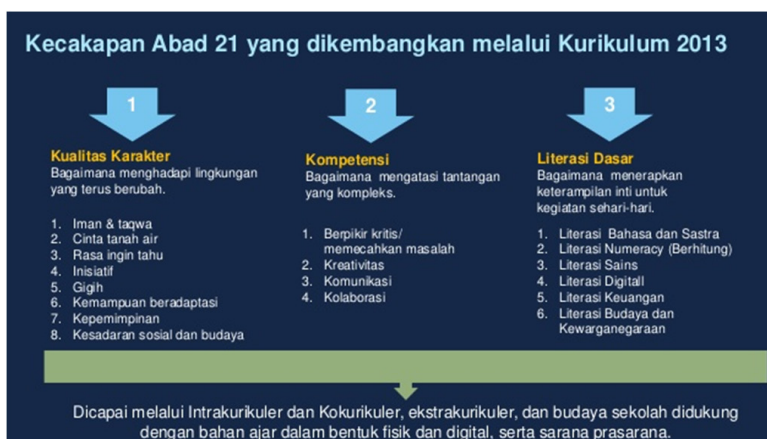 Kecakapan Abad 21 yang dikembangkan melalui Kurikulum 2013
1
Kualitas Karakter
Bagaimana menghadapi lingkungan
yang terus berubah.
1. Iman & taqwa
2. Cinta tanah air
3. Rasa ingin tahu
4. Inisiatif
5. Gigih
6. Kemampuan beradaptasi
7. Kepemimpinan
8. Kesadaran sosial dan budaya
2
Kompetensi
Bagaimana mengatasi tantangan
yang kompleks.
1. Berpikir kritis/
memecahkan masalah
2. Kreativitas
3. Komunikasi
4. Kolaborasi
3
Literasi Dasar
Bagaimana menerapkan
keterampilan inti untuk
kegiatan sehari-hari.
1. Literasi Bahasa dan Sastra
2. Literasi Numeracy (Berhitung)
3. Literasi Sains
4. Literasi Digitall
5. Literasi Keuangan
6. Literasi Budaya dan
Kewarganegaraan
Dicapai melalui Intrakurikuler dan Kokurikuler, ekstrakurikuler, dan budaya sekolah didukung
dengan bahan ajar dalam bentuk fisik dan digital, serta sarana prasarana.